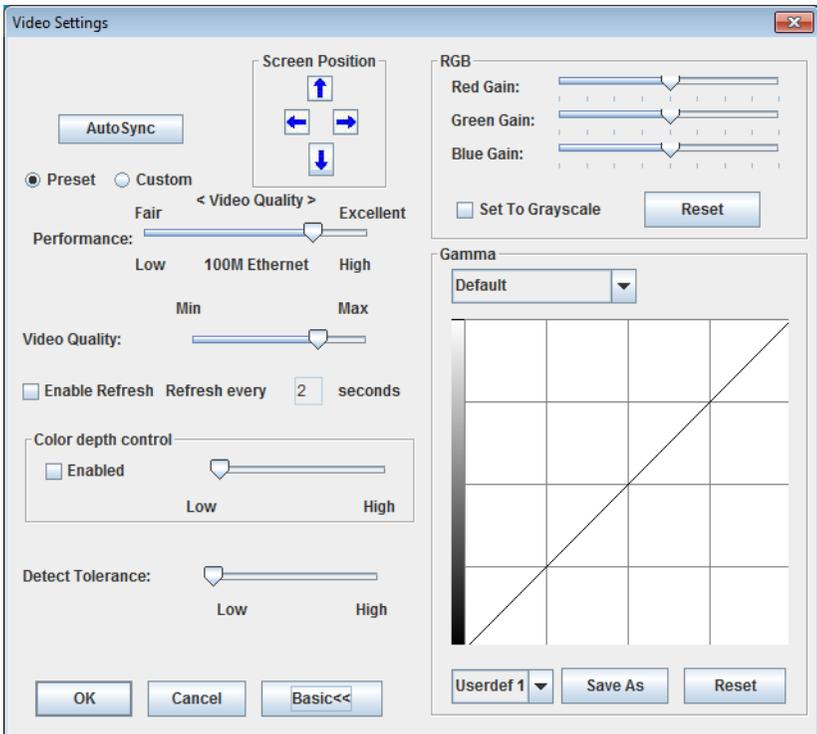 Video Settings
Screen Position
AutoSync
Preset Custom
< Video Quality >
Fair Excellent
Performance:
Low 100M Ethernet High
Min Max
Video Quality:
Enable Refresh Refresh every 2 seconds
Color depth control
Enabled
Low High
Detect Tolerance:
Low High
OK Cancel Basic<<
RGB
Red Gain:
Green Gain:
Blue Gain:
Set To Grayscale Reset
Gamma
Default
Userdef 1 Save As Reset